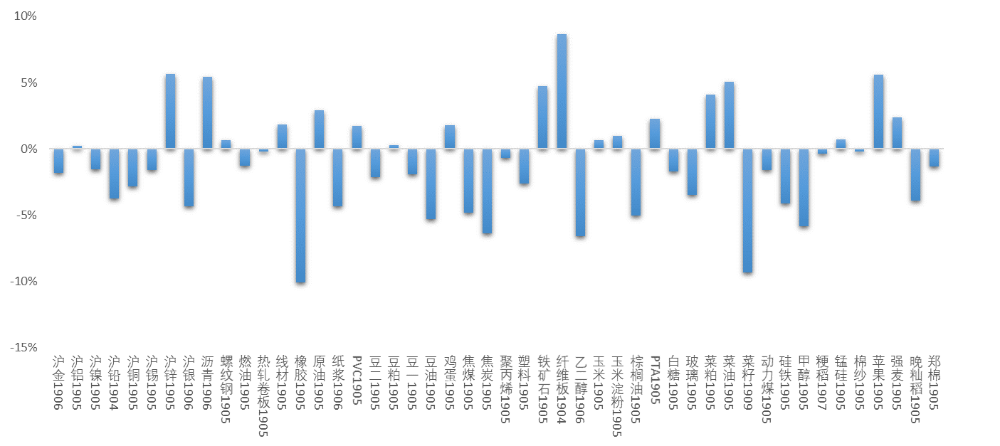 10%
5%
0%
-5%
-10%
-15%
沪金1906
沪铝1905
沪镍1905
沪铅1904
沪铜1905
沪锡1905
沪锌1905
沪银1906
沥青1906
螺纹钢1905
燃油1905
热轧卷板1905
线材1905
橡胶1905
原油1905
纸浆1906
PVC1905
豆二1905
豆粕1905
豆一1905
豆油1905
鸡蛋1905
焦煤1905
焦炭1905
聚丙烯1905
塑料1905
铁矿石1905
纤维板1904
乙二醇1906
玉米1905
玉米淀粉1905
棕榈油1905
PTA1905
白糖1905
玻璃1905
菜粕1905
菜油1905
菜籽1909
动力煤1905
硅铁1905
甲醇1905
粳稻1907
锰硅1905
棉纱1905
苹果1905
强麦1905
晚籼稻1905
郑棉1905